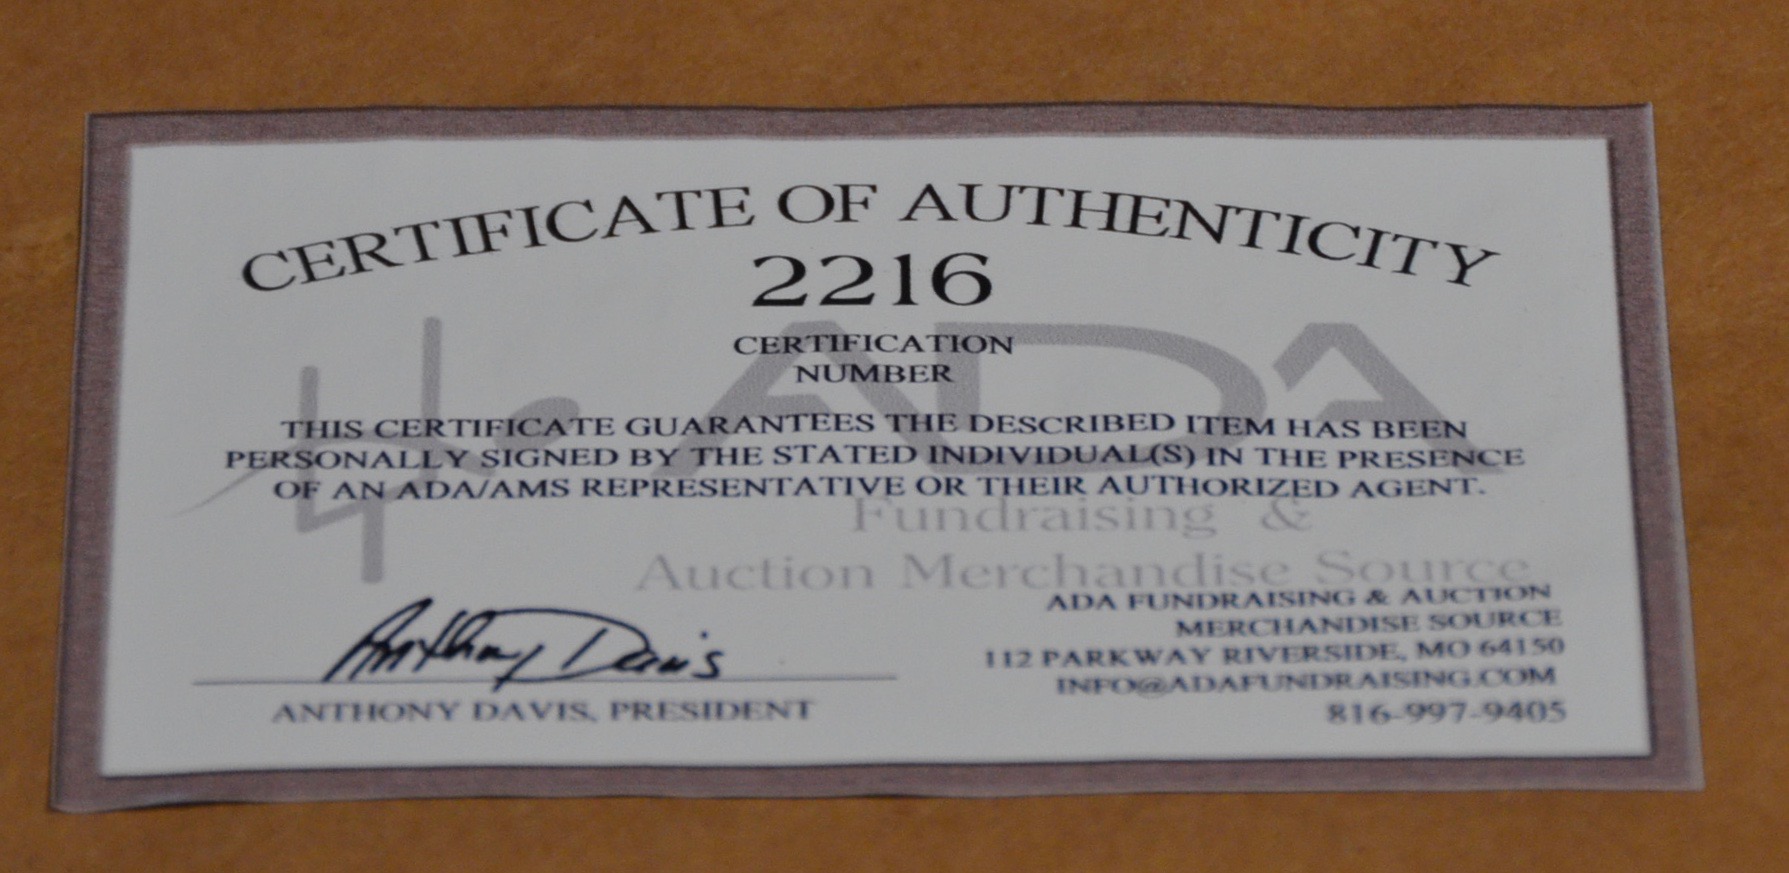 CERTIFICATE OF AUTHENTICITY
2216
CERTIFICATION
NUMBER
ADA
THIS CERTIFICATE GUARANTEES THE DESCRIBED ITEM HAS BEEN
PERSONALLY SIGNED BY THE STATED INDIVIDUAL(S) IN THE PRESENCE
OF AN ADA/AMS REPRESENTATIVE OR THEIR AUTHORIZED AGENT.
Fundraising &
Auction Merchandise Source
Anthony Davis
ANTHONY DAVIS, PRESIDENT
ADA FUNDRAISING & AUCTION
MERCHANDISE SOURCE
112 PARKWAY RIVERSIDE, MO 64150
INFO@ADAFUNDRAISING.COM
816-997-9405